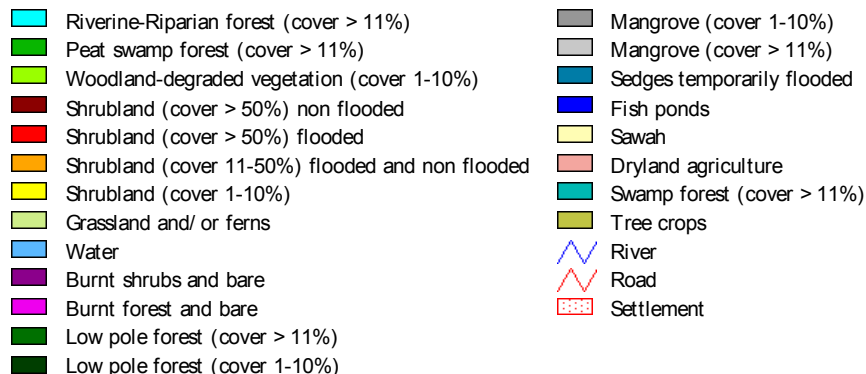 Riverine-Riparian forest (cover > 11%)
Peat swamp forest (cover > 11%)
Woodland-degraded vegetation (cover 1-10%)
Shrubland (cover > 50%) non flooded
Shrubland (cover > 50%) flooded
Shrubland (cover 11-50%) flooded and non flooded
Shrubland (cover 1-10%)
Grassland and/ or ferns
Water
Burnt shrubs and bare
Burnt forest and bare
Low pole forest (cover > 11%)
Low pole forest (cover 1-10%)
Mangrove (cover 1-10%)
Mangrove (cover > 11%)
Sedges temporarily flooded
Fish ponds
Sawah
Dryland agriculture
Swamp forest (cover > 11%)
Tree crops
River
Road
Settlement